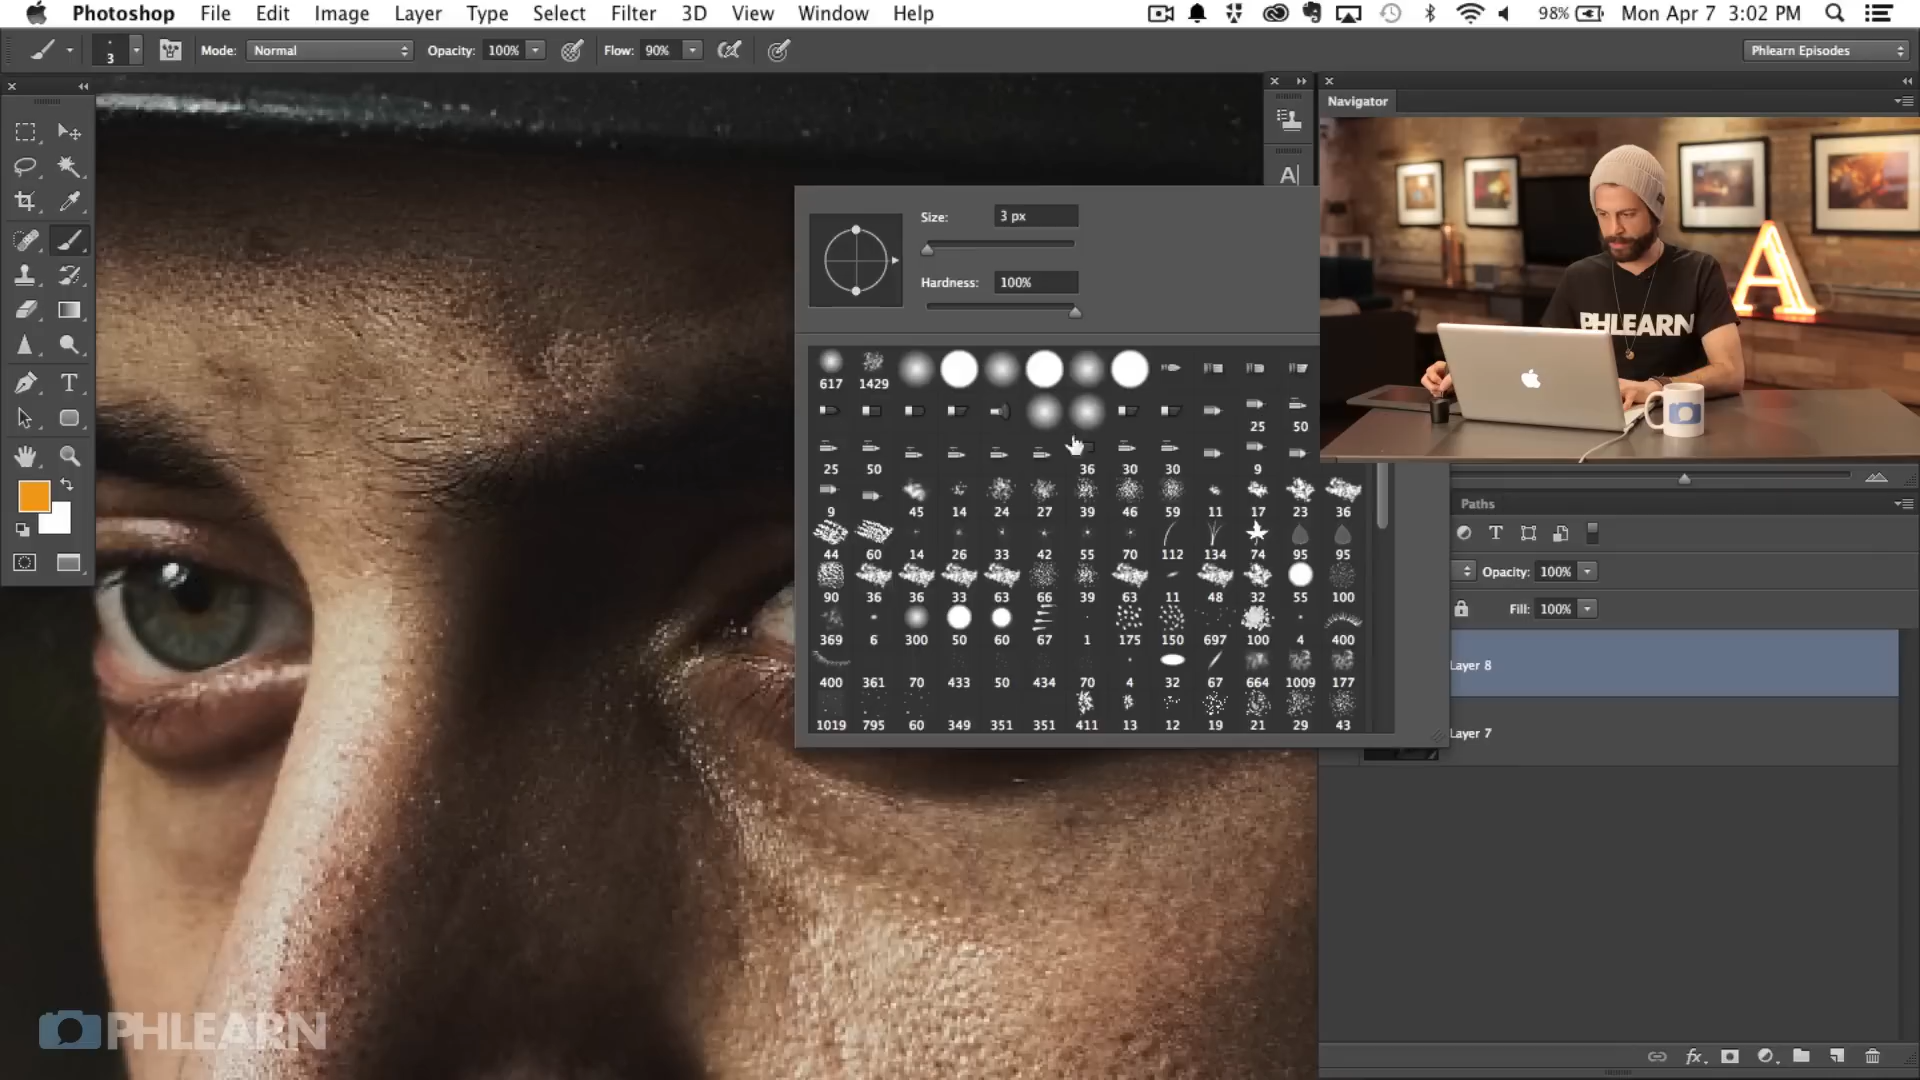 Photoshop File Edit Image Layer Type Select Filter 3D View Window Help 98% Mon Apr 7 3:02 PM
3 Mode: Normal Opacity: 100% Flow: 90% Phlearn Episodes
Navigator
A|
Size: 3 px
Hardness: 100%
PHLEARN
617 1429
25 50
25 50 36 30 30 9
9 45 14 24 27 39 46 59 11 17 23 36
44 60 14 26 33 42 55 70 112 134 74 95 95
90 36 36 33 63 66 39 63 11 48 32 55 100
369 6 300 50 60 67 1 175 150 697 100 4 400
400 361 70 433 50 434 70 4 32 67 664 1009 177
1019 795 60 349 351 351 411 13 12 19 21 29 43
Paths
Opacity: 100%
Fill: 100%
Layer 8
Layer 7
PHLEARN